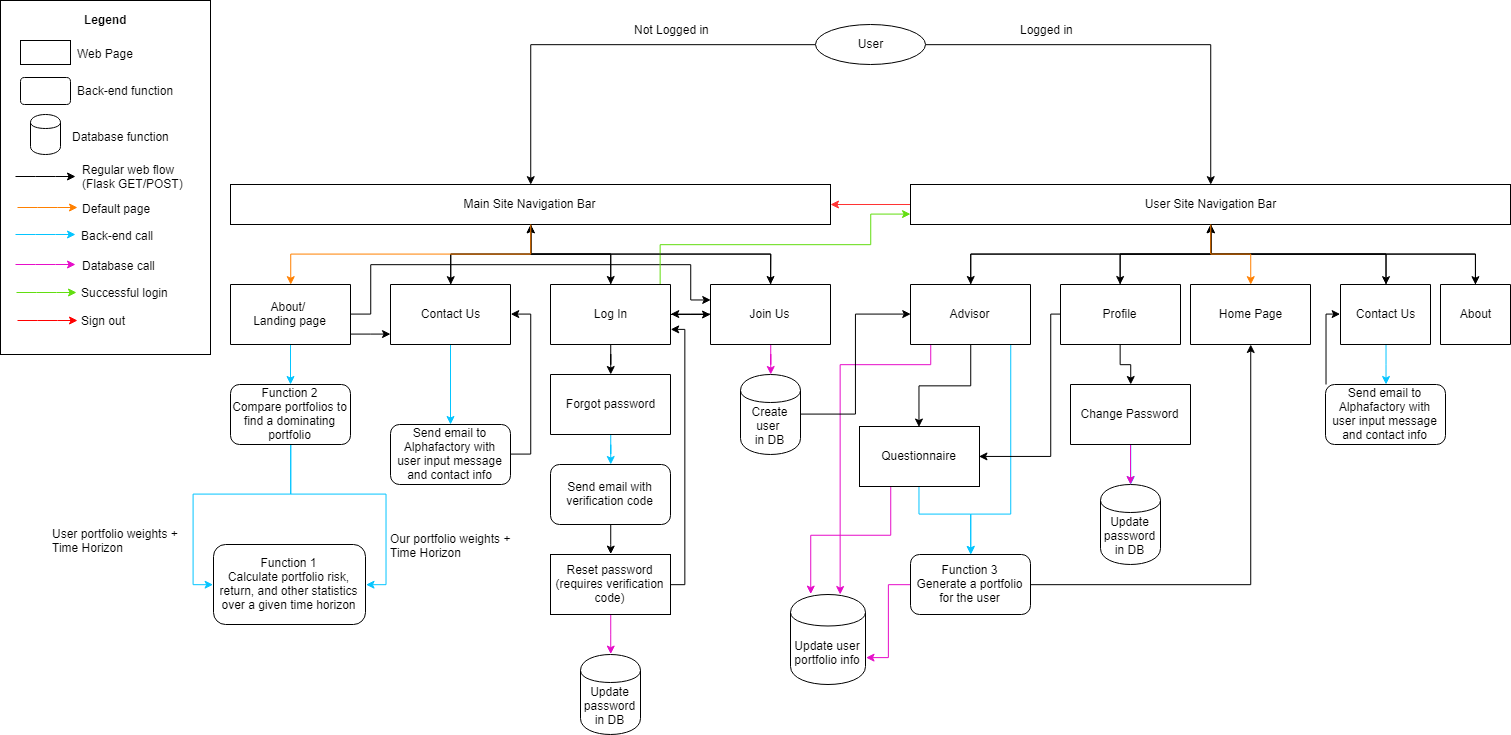 Legend
Web Page
Back-end function
Database function
Regular web flow
(Flask GET/POST)
Default page
Back-end call
Database call
Successful login
Sign out
Not Logged in
User
Logged in
Main Site Navigation Bar
User Site Navigation Bar
About/
Landing page
Contact Us
Log In
Join Us
Advisor
Profile
Home Page
Contact Us
About
Function 2
Compare portfolios to
find a dominating
portfolio
Send email to
Alphafactory with
user input message
and contact info
Forgot password
Create
user
in DB
Questionnaire
Change Password
Send email to
Alphafactory with
user input message
and contact info
User portfolio weights +
Time Horizon
Our portfolio weights +
Time Horizon
Send email with
verification code
Update
password
in DB
Function 1
Calculate portfolio risk,
return, and other statistics
over a given time horizon
Reset password
(requires verification
code)
Function 3
Generate a portfolio
for the user
Update user
portfolio info
Update
password
in DB